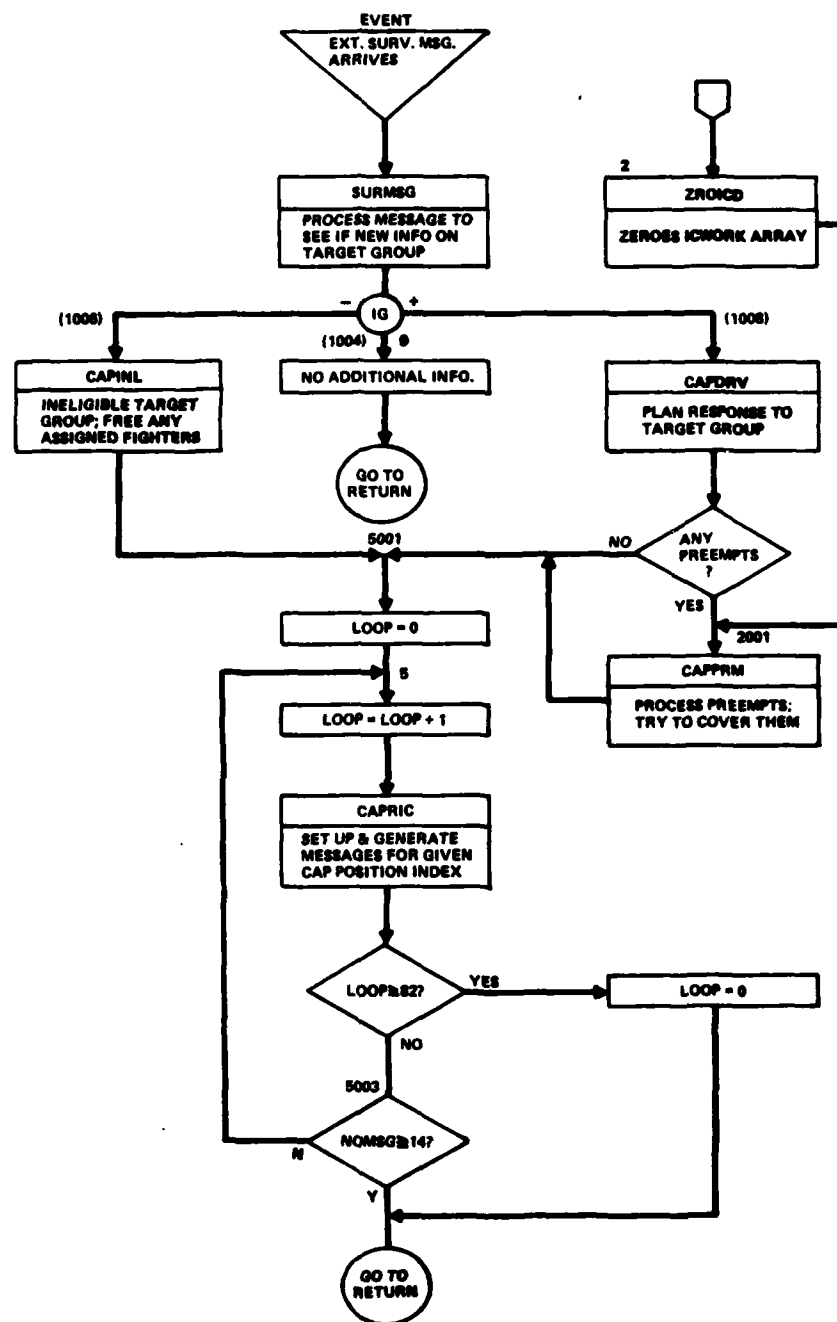 EVENT
EXT. SURV. MSG.
ARRIVES
SURMSG
PROCESS MESSAGE TO
SEE IF NEW INFO ON
TARGET GROUP
2
ZROICD
ZEROES ICWORK ARRAY
−
IG
+
(1006)
(1004)
0
(1008)
CAPINL
INELIGIBLE TARGET
GROUP; FREE ANY
ASSIGNED FIGHTERS
NO ADDITIONAL INFO.
CAPDRV
PLAN RESPONSE TO
TARGET GROUP
GO TO
RETURN
5001
NO
ANY
PREEMPTS
?
YES
2001
LOOP = 0
5
LOOP = LOOP + 1
CAPPRM
PROCESS PREEMPTS;
TRY TO COVER THEM
CAPRIC
SET UP & GENERATE
MESSAGES FOR GIVEN
CAP POSITION INDEX
LOOP≧82?
YES
LOOP = 0
NO
5003
NOMSG≧14?
N
Y
GO TO
RETURN